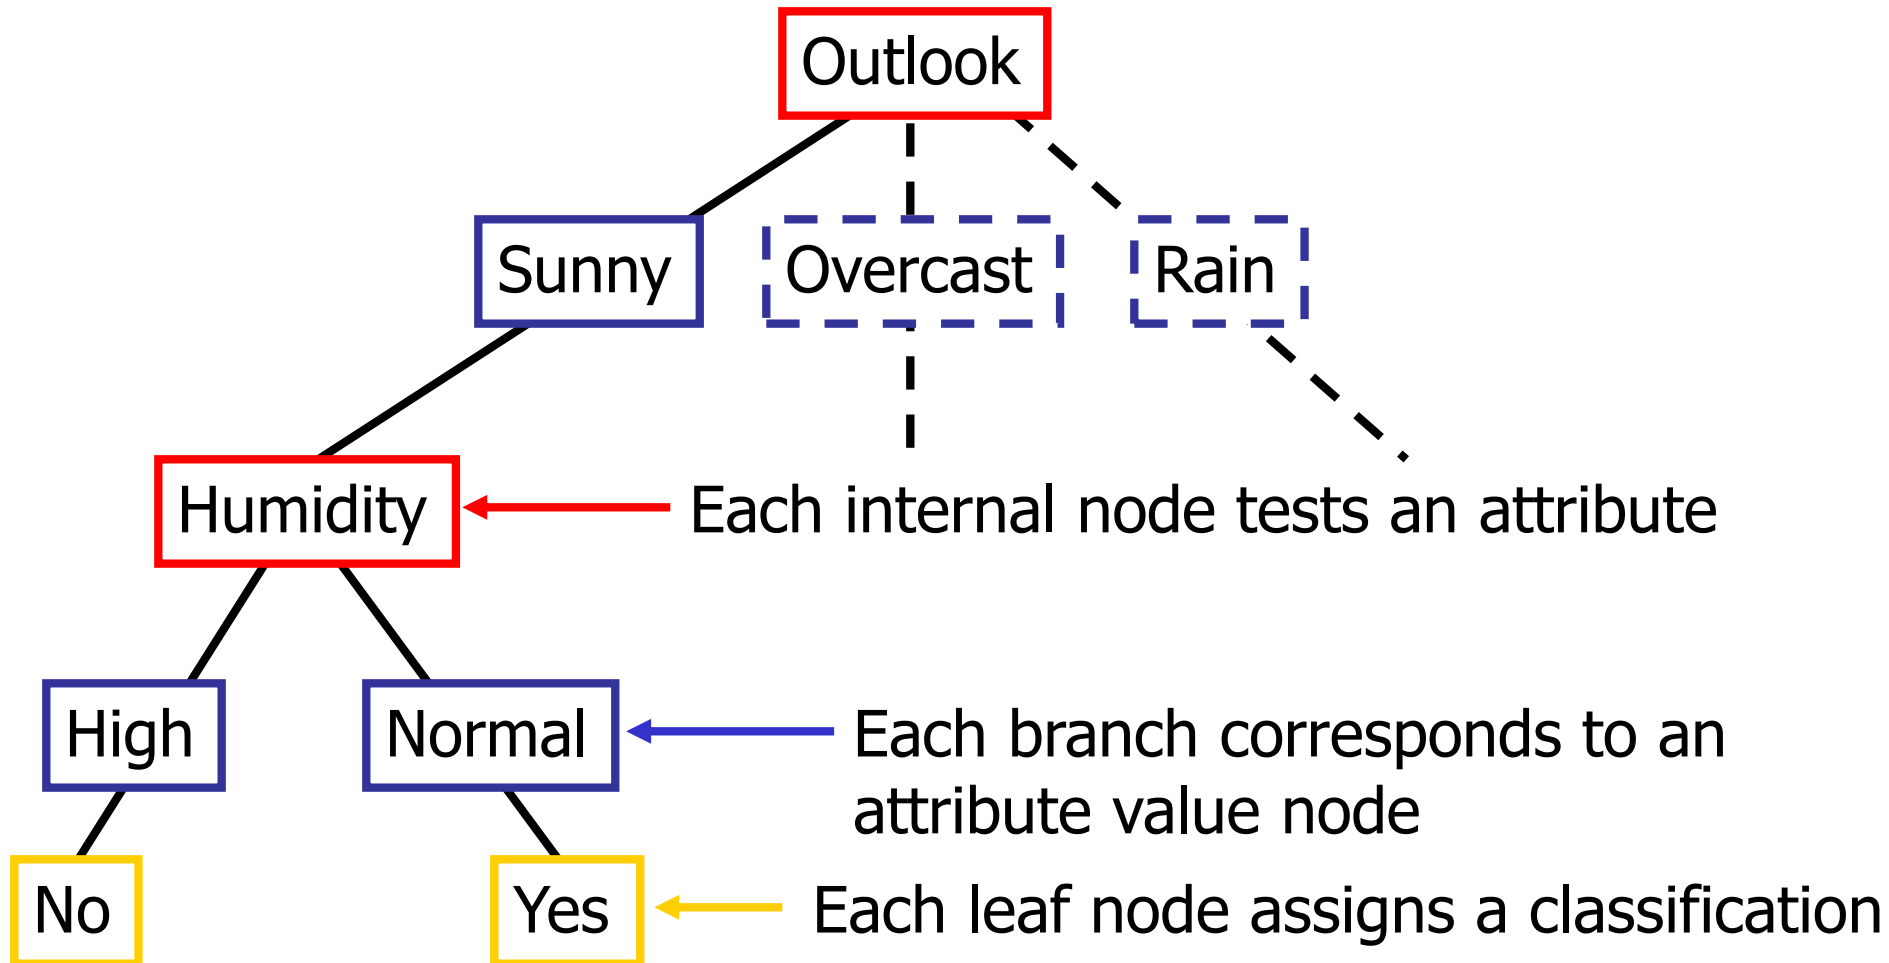 Outlook
Sunny
Overcast
Rain
Humidity
Each internal node tests an attribute
High
Normal
Each branch corresponds to an
attribute value node
No
Yes
Each leaf node assigns a classification